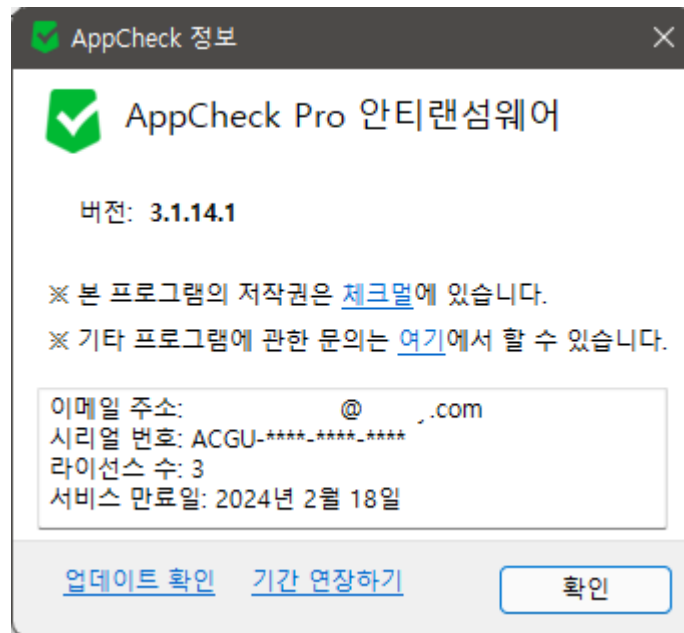 AppCheck 정보
AppCheck Pro 안티랜섬웨어
버전: 3.1.14.1
※ 본 프로그램의 저작권은 체크멀에 있습니다.
※ 기타 프로그램에 관한 문의는 여기에서 할 수 있습니다.
이메일 주소: @ .com
시리얼 번호: ACGU-****-****-****
라이선스 수: 3
서비스 만료일: 2024년 2월 18일
업데이트 확인 기간 연장하기 확인